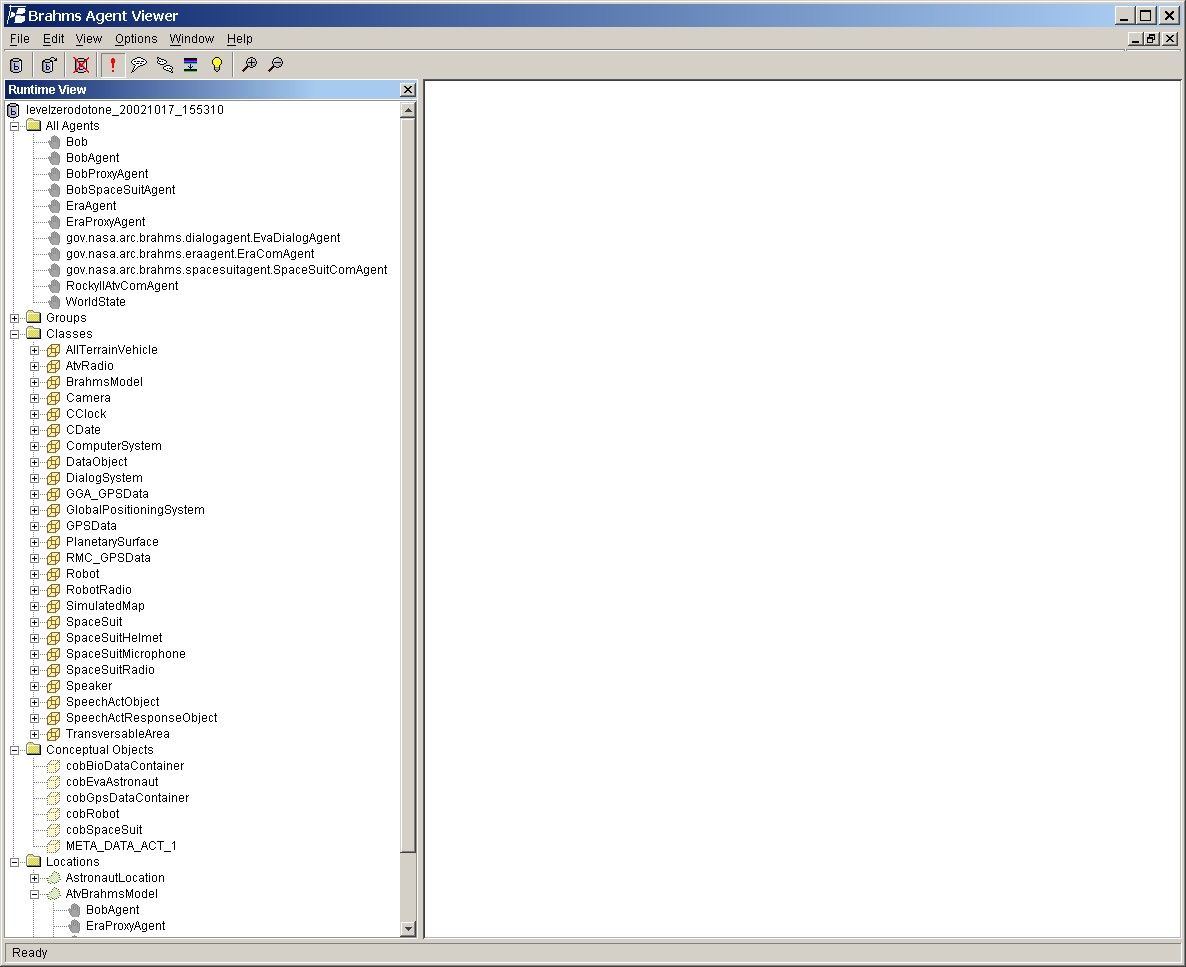 Brahms Agent Viewer
File Edit View Options Window Help
Runtime View
levelzerodotone_20021017_155310
All Agents
Bob
BobAgent
BobProxyAgent
BobSpaceSuitAgent
EraAgent
EraProxyAgent
gov.nasa.arc.brahms.dialogagent.EvaDialogAgent
gov.nasa.arc.brahms.eraagent.EraComAgent
gov.nasa.arc.brahms.spacesuitagent.SpaceSuitComAgent
RockyIIAtvComAgent
WorldState
Groups
Classes
AllTerrainVehicle
AtvRadio
BrahmsModel
Camera
CClock
CDate
ComputerSystem
DataObject
DialogSystem
GGA_GPSData
GlobalPositioningSystem
GPSData
PlanetarySurface
RMC_GPSData
Robot
RobotRadio
SimulatedMap
SpaceSuit
SpaceSuitHelmet
SpaceSuitMicrophone
SpaceSuitRadio
Speaker
SpeechActObject
SpeechActResponseObject
TransversableArea
Conceptual Objects
cobBioDataContainer
cobEvaAstronaut
cobGpsDataContainer
cobRobot
cobSpaceSuit
META_DATA_ACT_1
Locations
AstronautLocation
AtvBrahmsModel
BobAgent
EraProxyAgent
Ready